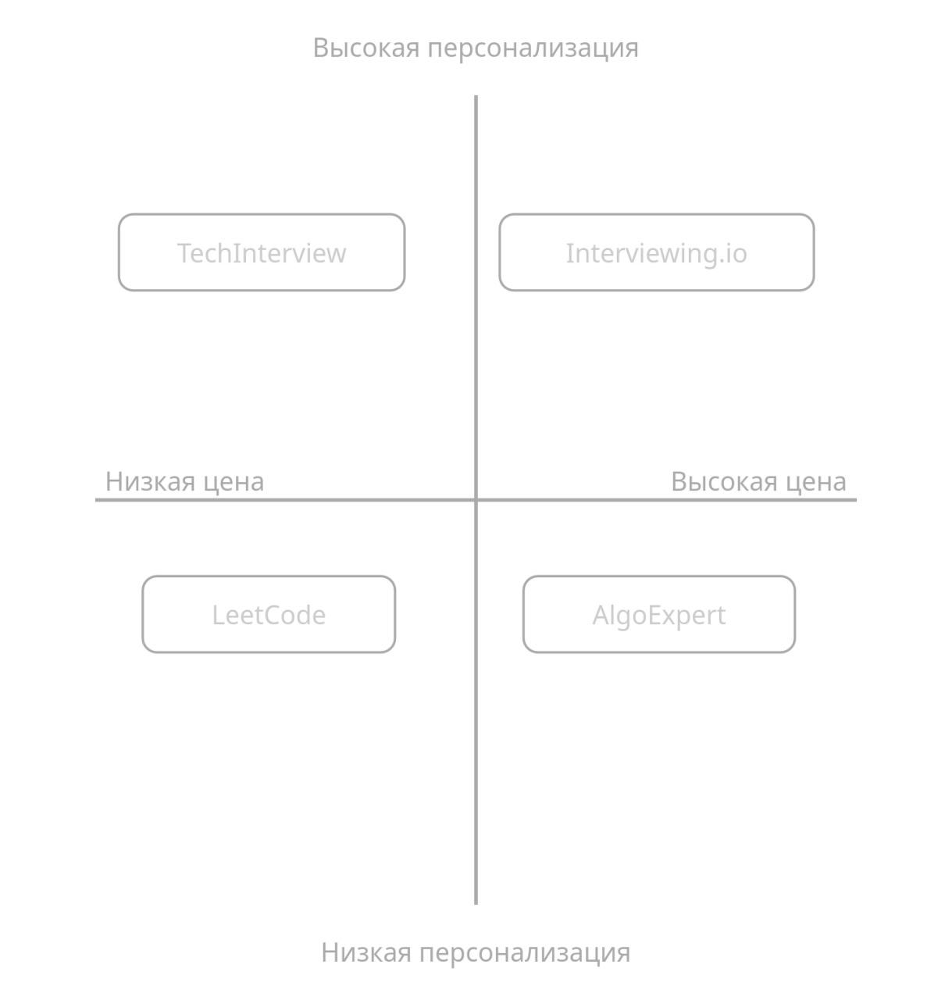 Высокая персонализация
TechInterview
Interviewing.io
Низкая цена
Высокая цена
LeetCode
AlgoExpert
Низкая персонализация